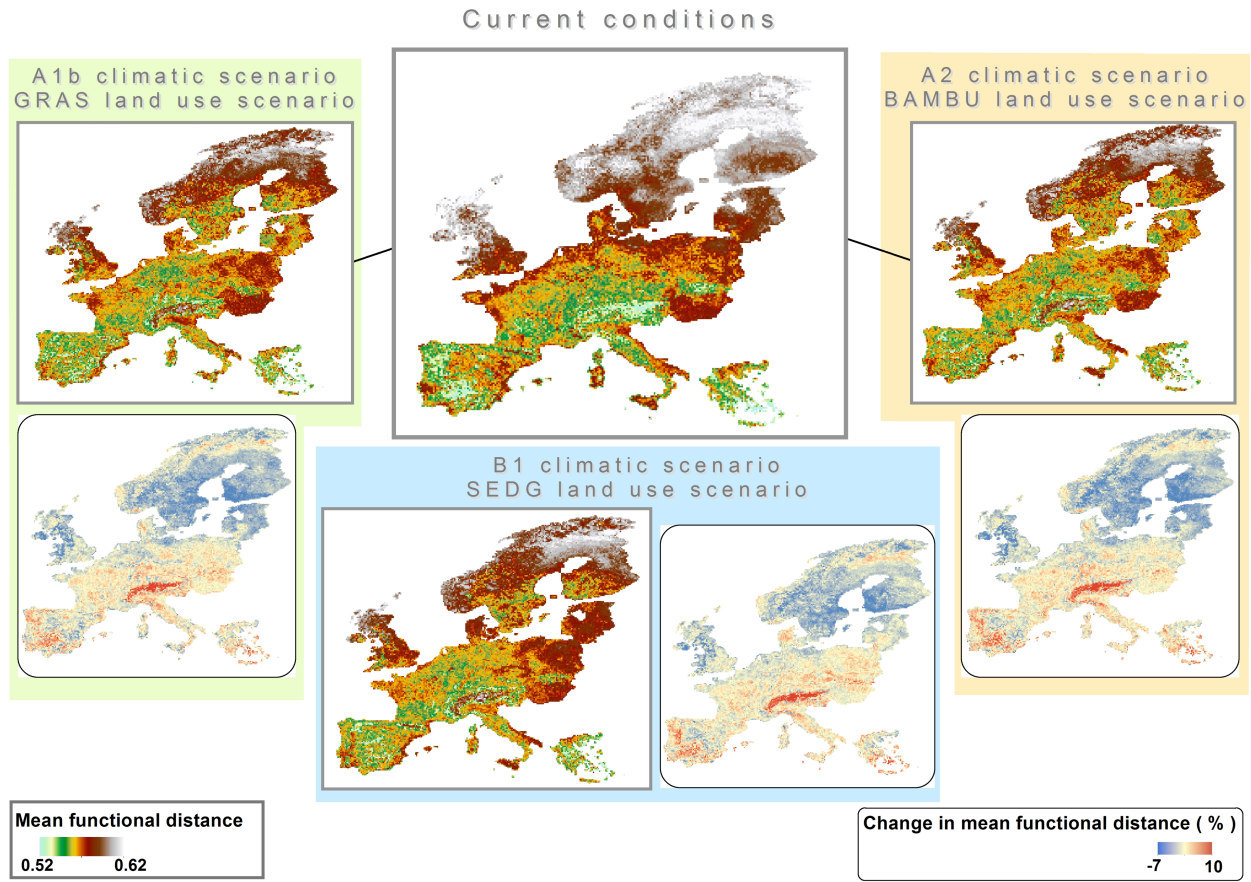 Current conditions
A1b climatic scenario
GRAS land use scenario
A2 climatic scenario
BAMBU land use scenario
B1 climatic scenario
SEDG land use scenario
Mean functional distance
0.52 0.62
Change in mean functional distance ( % )
-7 10